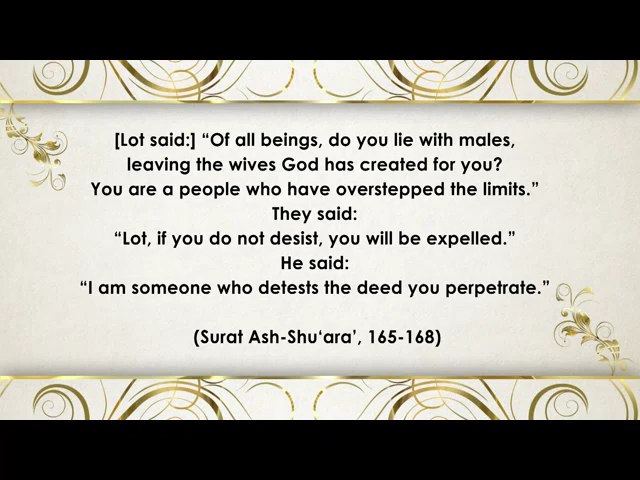 [Lot said:] “Of all beings, do you lie with males,
leaving the wives God has created for you?
You are a people who have overstepped the limits.”
They said:
“Lot, if you do not desist, you will be expelled.”
He said:
“I am someone who detests the deed you perpetrate.”
(Surat Ash-Shu‘ara’, 165-168)